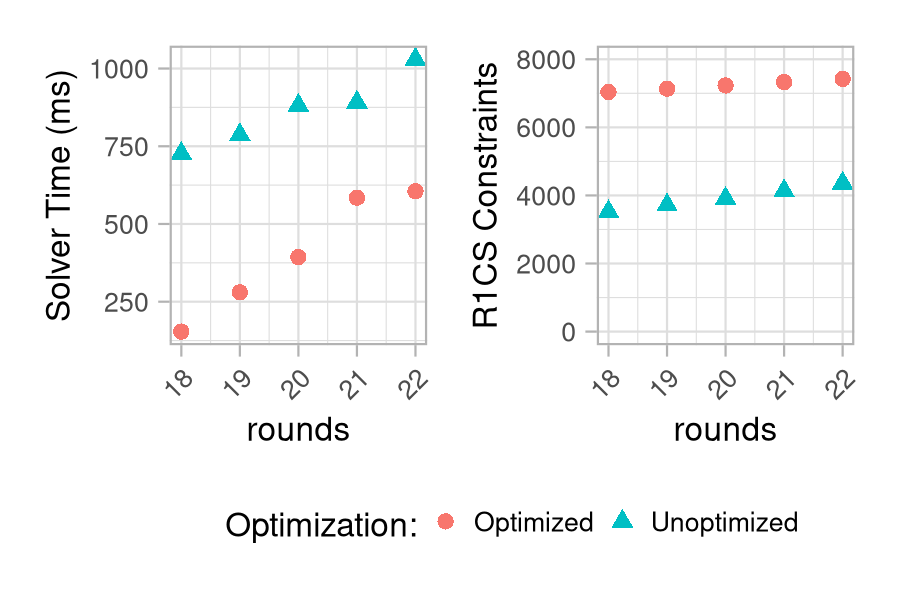 Solver Time (ms)
1000
750
500
250
18 19 20 21 22
rounds
R1CS Constraints
8000
6000
4000
2000
0
18 19 20 21 22
rounds
Optimization: Optimized Unoptimized